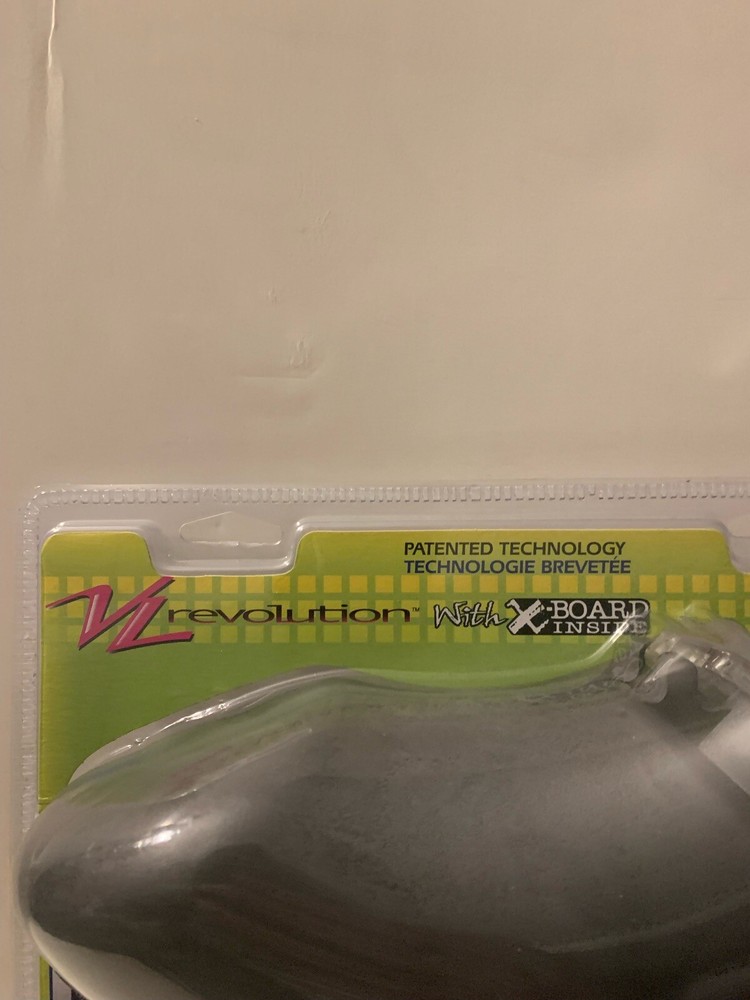 PATENTED TECHNOLOGY
TECHNOLOGIE BREVETÉE
VL revolution™ With X-BOARD
INSIDE